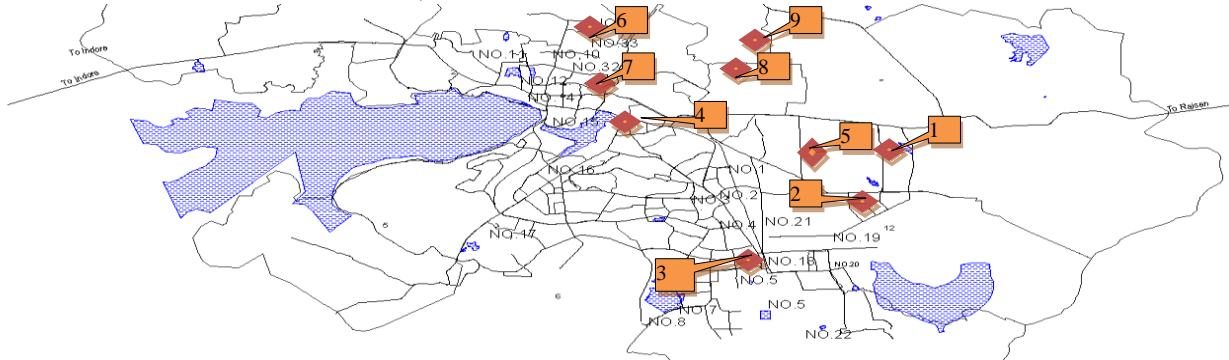 6
9
NO.33
To Indore
NO.11
NO.10
7
8
NO.32
To Indore
NO.12
NO.14
4
To Raisen
NO.15
5
1
NO.16
NO.1
2
NO.3
NO.2
6
NO.4
NO.21
12
NO.17
NO.19
3
NO.18
NO.20
NO.5
6
NO.7
NO.5
NO.8
NO.22